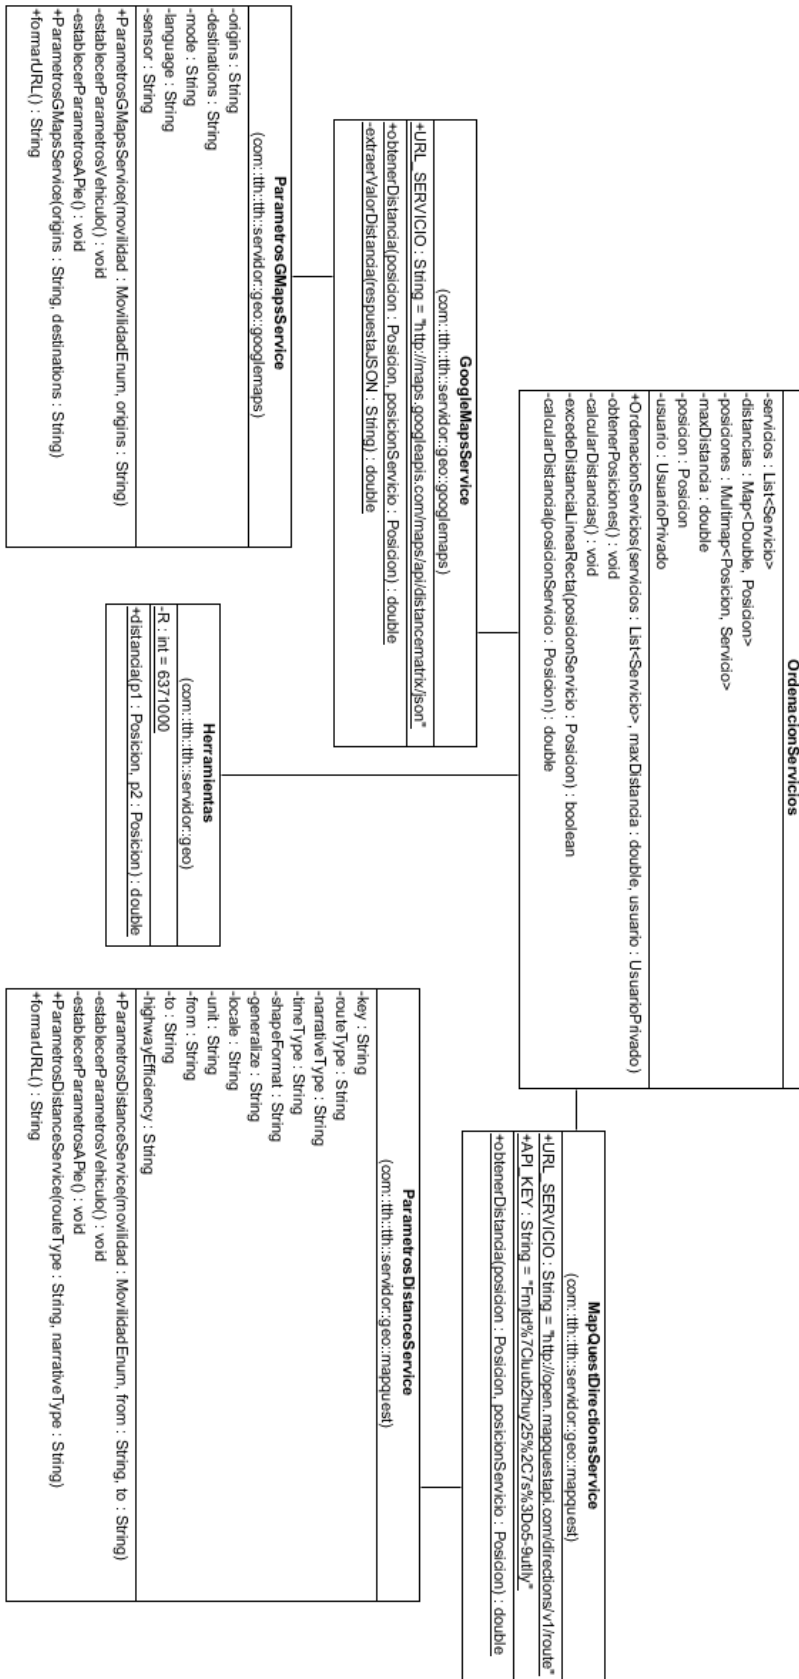 OrdenacionServicios
-servicios : List<Servicio>
-distancias : Map<Double, Posicion>
-posiciones : Multimap<Posicion, Servicio>
-maxDistancia : double
-posicion : Posicion
-usuario : UsuarioPrivado
+OrdenacionServicios(servicios : List<Servicio>, maxDistancia : double, usuario : UsuarioPrivado)
-obtenerPosiciones() : void
-calcularDistancias() : void
-excedeDistanciaLineaRecta(posicionServicio : Posicion) : boolean
-calcularDistancia(posicionServicio : Posicion) : double
GoogleMapsService
(com::tth::tth::servidor::geo::googlemaps)
+URL_SERVICIO : String = "http://maps.googleapis.com/maps/api/distancematrix/json"
+obtenerDistancia(posicion : Posicion, posicionServicio : Posicion) : double
-extraerValorDistancia(respuestaJSON : String) : double
MapQuestDirectionsService
(com::tth::tth::servidor::geo::mapquest)
+URL_SERVICIO : String = "http://open.mapquestapi.com/directions/v1/route"
+API_KEY : String = "Fmjtd%7Cluub2huy25%2C7s%3Do5-9utlly"
+obtenerDistancia(posicion : Posicion, posicionServicio : Posicion) : double
ParametrosGMapsService
(com::tth::tth::servidor::geo::googlemaps)
-origins : String
-destinations : String
-mode : String
-language : String
-sensor : String
+ParametrosGMapsService(movilidad : MovilidadEnum, origins : String)
-establecerParametrosVehiculo() : void
-establecerParametrosAPie() : void
+ParametrosGMapsService(origins : String, destinations : String)
+formarURL() : String
Herramientas
(com::tth::tth::servidor::geo)
-R : int = 6371000
+distancia(p1 : Posicion, p2 : Posicion) : double
ParametrosDistanceService
(com::tth::tth::servidor::geo::mapquest)
-key : String
-routeType : String
-narrativeType : String
-timeType : String
-shapeFormat : String
-generalize : String
-locale : String
-unit : String
-from : String
-to : String
-highwayEfficiency : String
+ParametrosDistanceService(movilidad : MovilidadEnum, from : String, to : String)
-establecerParametrosVehiculo() : void
-establecerParametrosAPie() : void
+ParametrosDistanceService(routeType : String, narrativeType : String)
+formarURL() : String